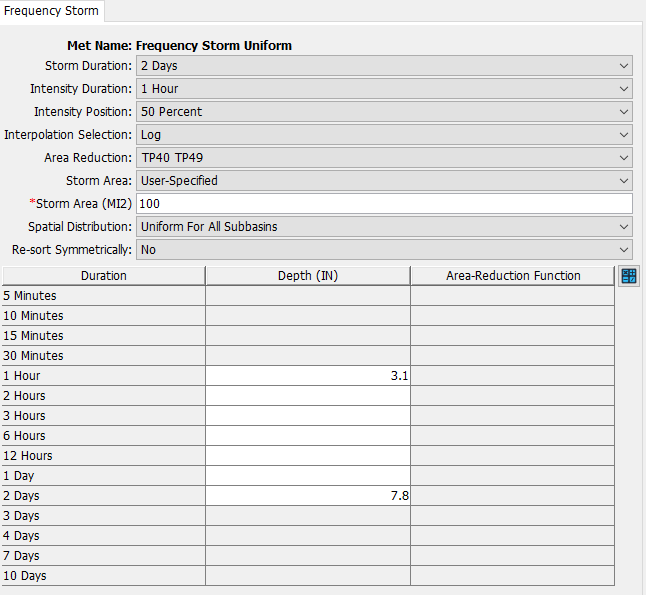 Frequency Storm
Met Name: Frequency Storm Uniform
Storm Duration: 2 Days
Intensity Duration: 1 Hour
Intensity Position: 50 Percent
Interpolation Selection: Log
Area Reduction: TP40 TP49
Storm Area: User-Specified
*Storm Area (MI2) 100
Spatial Distribution: Uniform For All Subbasins
Re-sort Symmetrically: No
Duration Depth (IN) Area-Reduction Function
5 Minutes
10 Minutes
15 Minutes
30 Minutes
1 Hour 3.1
2 Hours
3 Hours
6 Hours
12 Hours
1 Day
2 Days 7.8
3 Days
4 Days
7 Days
10 Days